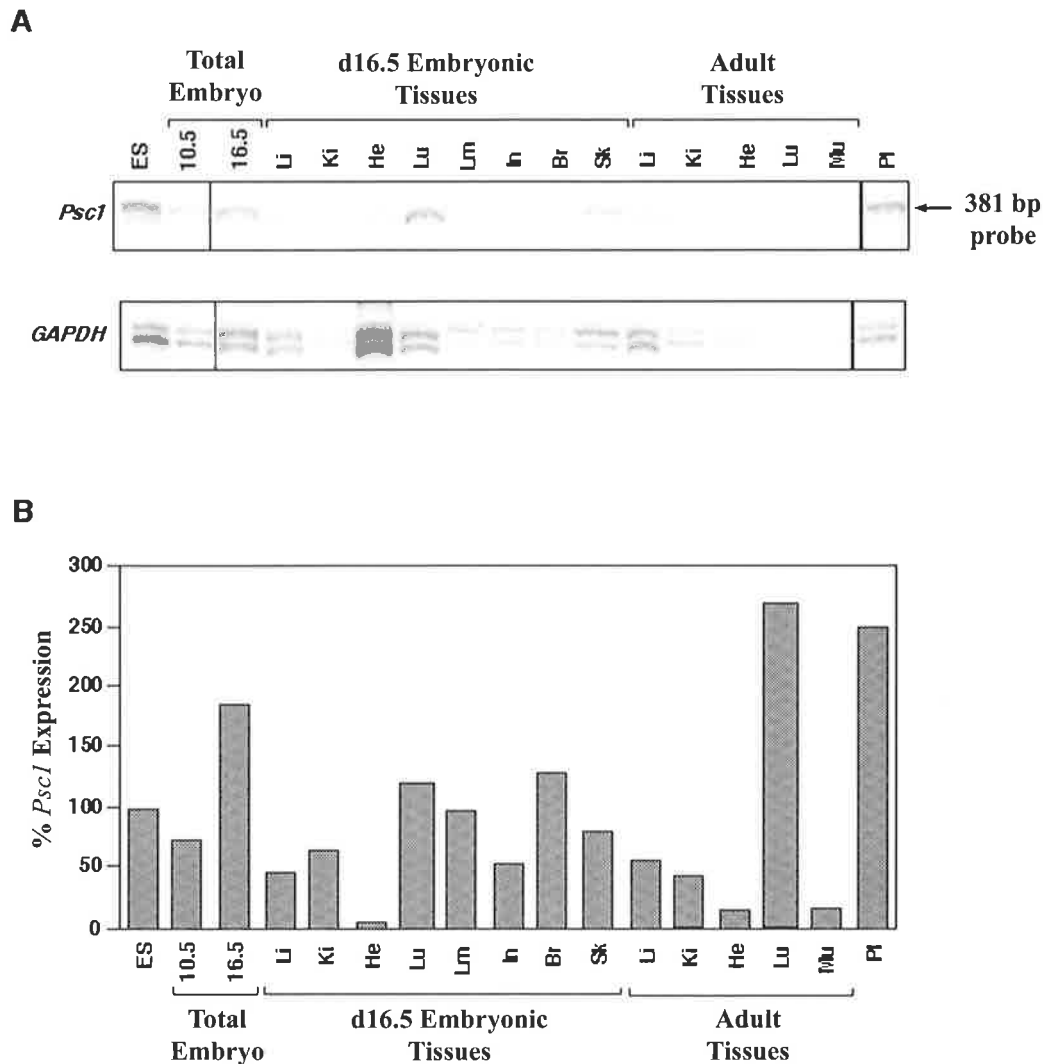 A
Total
Embryo
d16.5 Embryonic
Tissues
Adult
Tissues
ES 10.5 16.5 Li Ki He Lu Lm In Br Sk Li Ki He Lu Mu Pl
Psc1
381 bp
probe
GAPDH
B
% Psc1 Expression
300
250
200
150
100
50
0
ES 10.5 16.5 Li Ki He Lu Lm In Br Sk Li Ki He Lu Mu Pl
Total
Embryo
d16.5 Embryonic
Tissues
Adult
Tissues